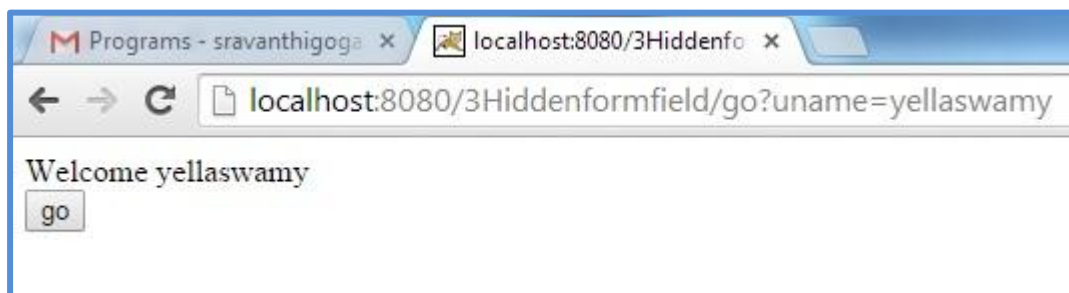 Programs - sravanthigoga
localhost:8080/3Hiddenfo
localhost:8080/3Hiddenformfield/go?uname=yellaswamy
Welcome yellaswamy
go